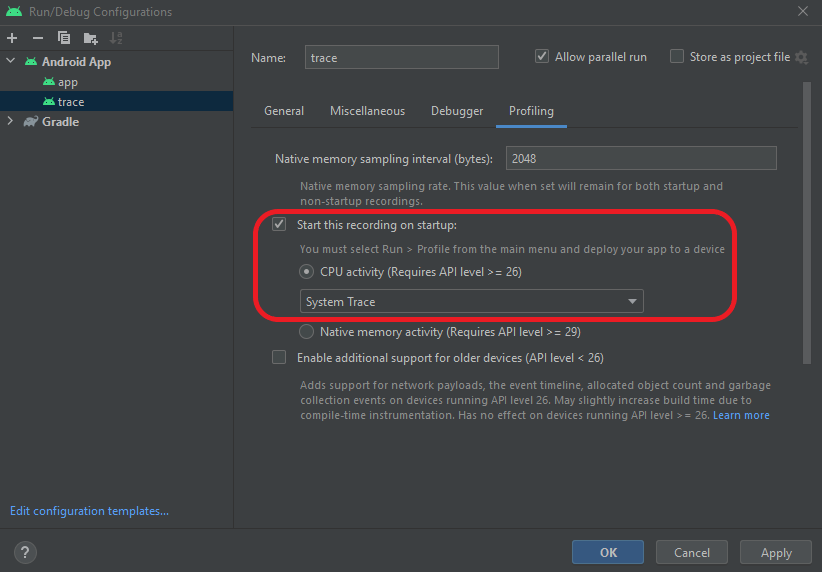 Run/Debug Configurations
Android App
app
trace
Gradle
Name: trace
Allow parallel run
Store as project file
General Miscellaneous Debugger Profiling
Native memory sampling interval (bytes): 2048
Native memory sampling rate. This value when set will remain for both startup and
non-startup recordings.
Start this recording on startup:
You must select Run > Profile from the main menu and deploy your app to a device
CPU activity (Requires API level >= 26)
System Trace
Native memory activity (Requires API level >= 29)
Enable additional support for older devices (API level < 26)
Adds support for network payloads, the event timeline, allocated object count and garbage
collection events on devices running API level 26. May slightly increase build time due to
compile-time instrumentation. Has no effect on devices running API level >= 26. Learn more
Edit configuration templates...
?
OK
Cancel
Apply